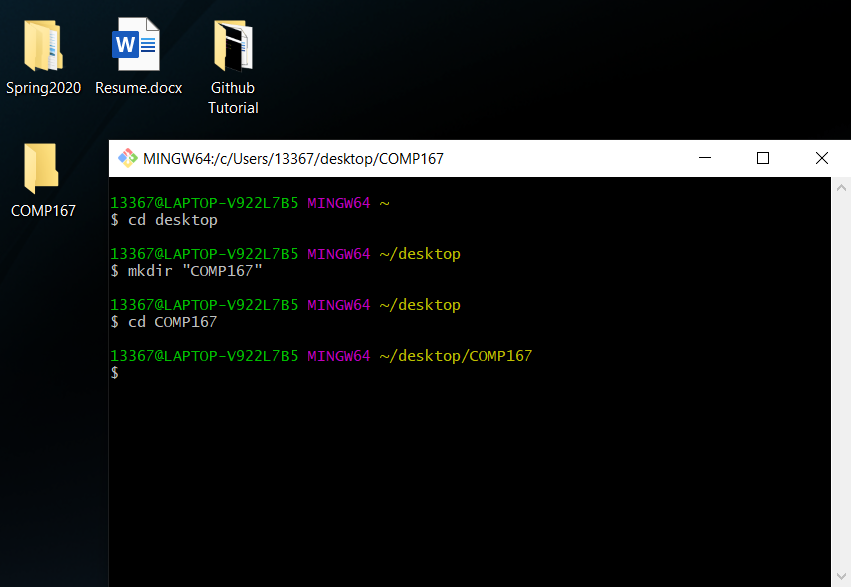 Spring2020
Resume.docx
Github
Tutorial
COMP167
MINGW64:/c/Users/13367/desktop/COMP167
13367@LAPTOP-V922L7B5 MINGW64 ~
$ cd desktop
13367@LAPTOP-V922L7B5 MINGW64 ~/desktop
$ mkdir "COMP167"
13367@LAPTOP-V922L7B5 MINGW64 ~/desktop
$ cd COMP167
13367@LAPTOP-V922L7B5 MINGW64 ~/desktop/COMP167
$